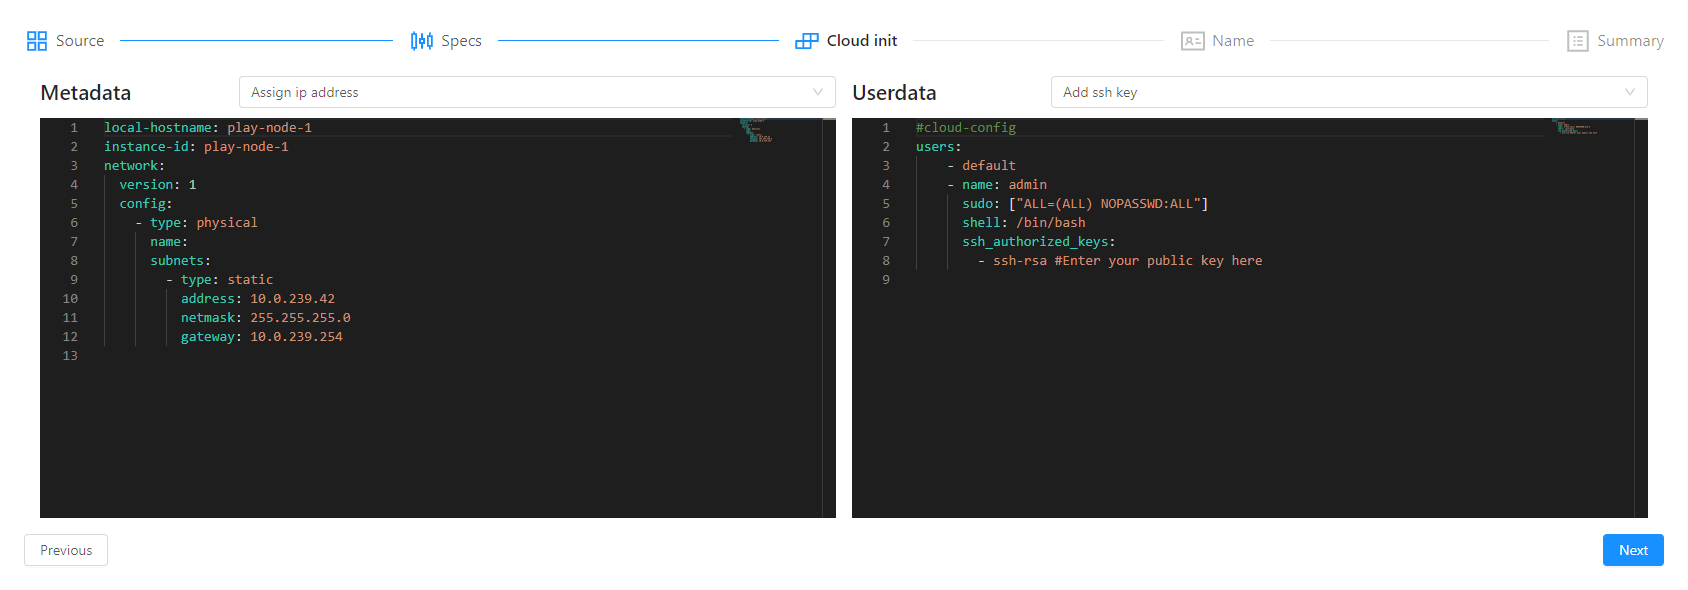 Source
Specs
Cloud init
Name
Summary
Metadata
Assign ip address
1 local-hostname: play-node-1
2 instance-id: play-node-1
3 network:
4 version: 1
5 config:
6 - type: physical
7 name:
8 subnets:
9 - type: static
10 address: 10.0.239.42
11 netmask: 255.255.255.0
12 gateway: 10.0.239.254
13
Userdata
Add ssh key
1 #cloud-config
2 users:
3 - default
4 - name: admin
5 sudo: ["ALL=(ALL) NOPASSWD:ALL"]
6 shell: /bin/bash
7 ssh_authorized_keys:
8 - ssh-rsa #Enter your public key here
9
Previous
Next